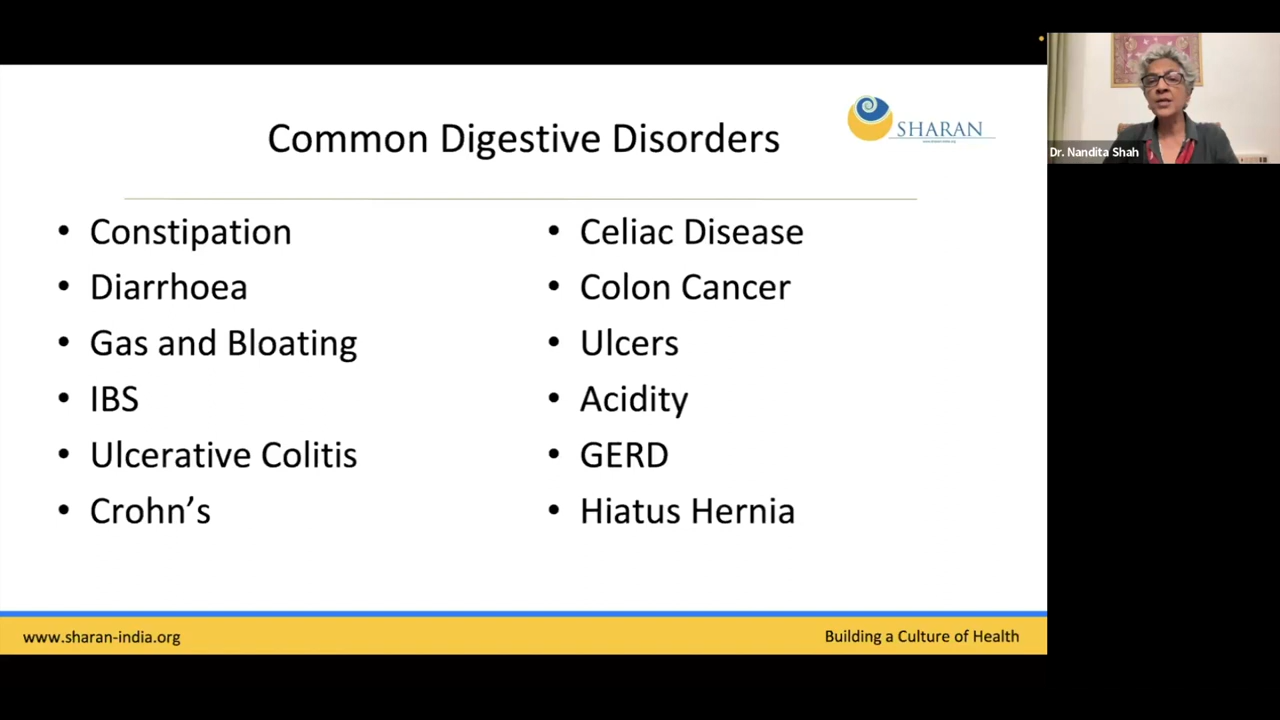 Common Digestive Disorders
SHARAN
Dr. Nandita Shah
• Constipation
• Diarrhoea
• Gas and Bloating
• IBS
• Ulcerative Colitis
• Crohn’s
• Celiac Disease
• Colon Cancer
• Ulcers
• Acidity
• GERD
• Hiatus Hernia
www.sharan-india.org
Building a Culture of Health